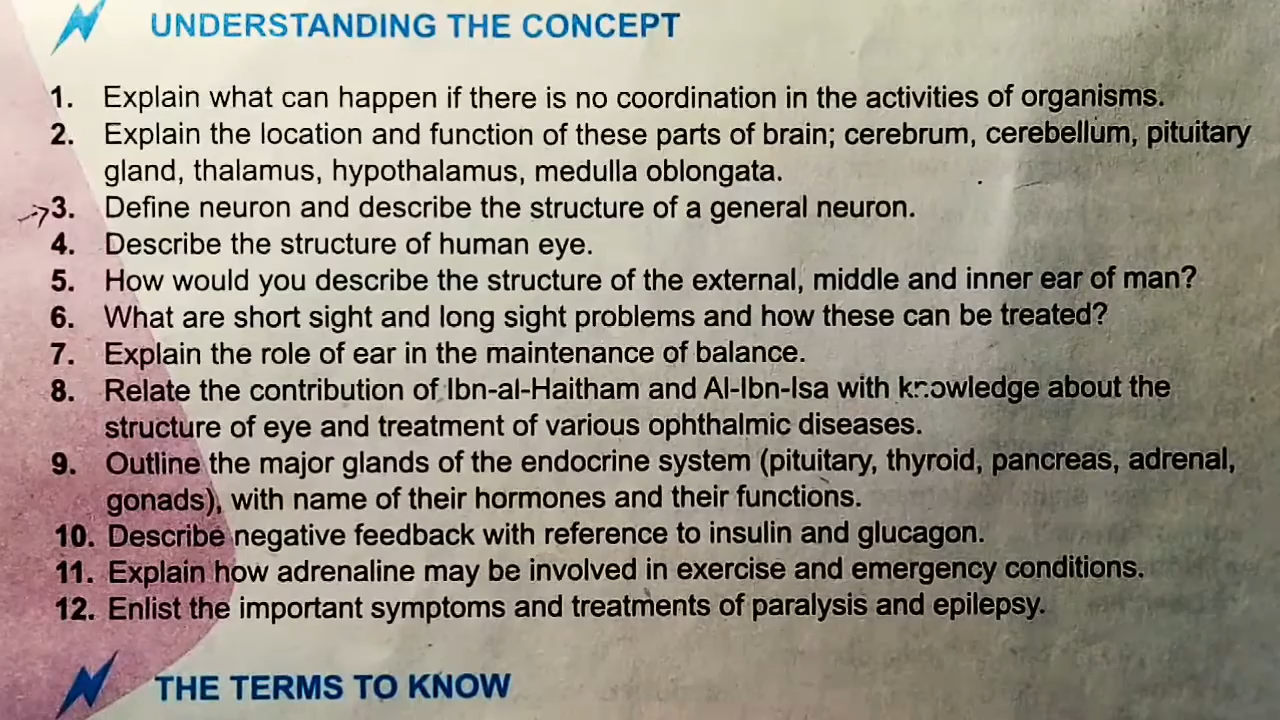 UNDERSTANDING THE CONCEPT
1. Explain what can happen if there is no coordination in the activities of organisms.
2. Explain the location and function of these parts of brain; cerebrum, cerebellum, pituitary
gland, thalamus, hypothalamus, medulla oblongata.
3. Define neuron and describe the structure of a general neuron.
4. Describe the structure of human eye.
5. How would you describe the structure of the external, middle and inner ear of man?
6. What are short sight and long sight problems and how these can be treated?
7. Explain the role of ear in the maintenance of balance.
8. Relate the contribution of Ibn-al-Haitham and Al-Ibn-Isa with knowledge about the
structure of eye and treatment of various ophthalmic diseases.
9. Outline the major glands of the endocrine system (pituitary, thyroid, pancreas, adrenal,
gonads), with name of their hormones and their functions.
10. Describe negative feedback with reference to insulin and glucagon.
11. Explain how adrenaline may be involved in exercise and emergency conditions.
12. Enlist the important symptoms and treatments of paralysis and epilepsy.
THE TERMS TO KNOW